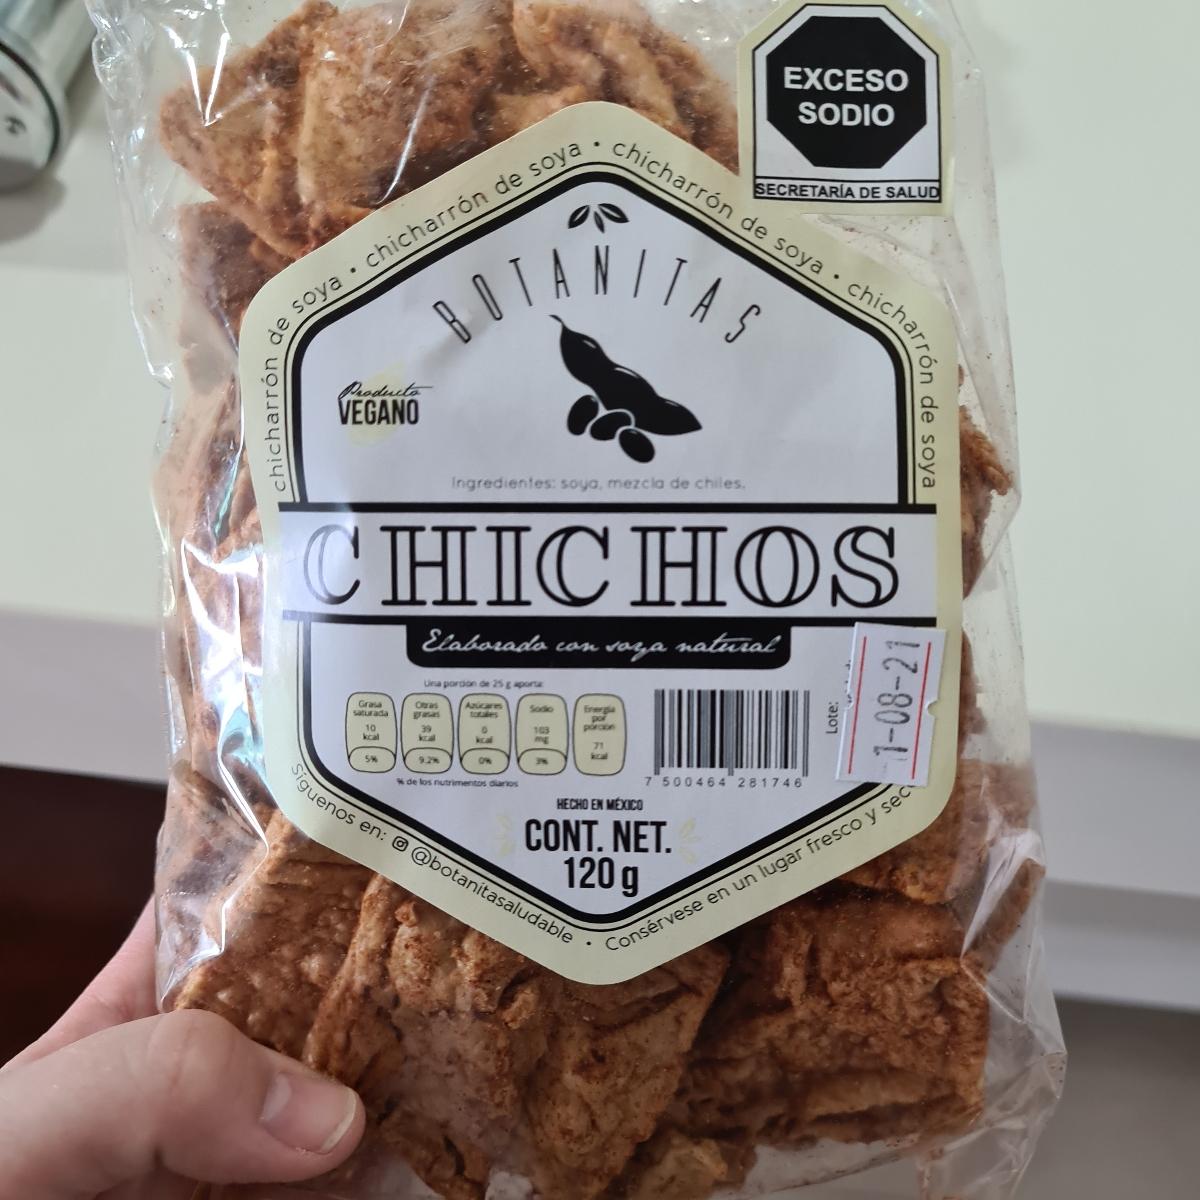 EXCESO
SODIO
SECRETARÍA DE SALUD
chicharrón de soya • chicharrón de soya • chicharrón de soya • chicharrón de soya
BOTANITAS
Producto
VEGANO
Ingredientes: soya, mezcla de chiles.
CHICHOS
Elaborado con soya natural
Una porción de 25 g aporta:
Grasa saturada 10 kcal 5%
Otras grasas 39 kcal 9.2%
Azúcares totales 0 kcal 0%
Sodio 103 mg 3%
Energía por porción 71 kcal
% de los nutrimentos diarios
7 500464 281746
Lote:
1-08-21
HECHO EN MÉXICO
CONT. NET.
120 g
Síguenos en: @botanitasaludable • Consérvese en un lugar fresco y sec